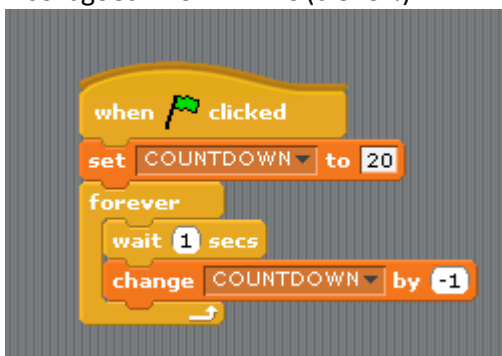 when clicked
set COUNTDOWN to 20
forever
wait 1 secs
change COUNTDOWN by -1